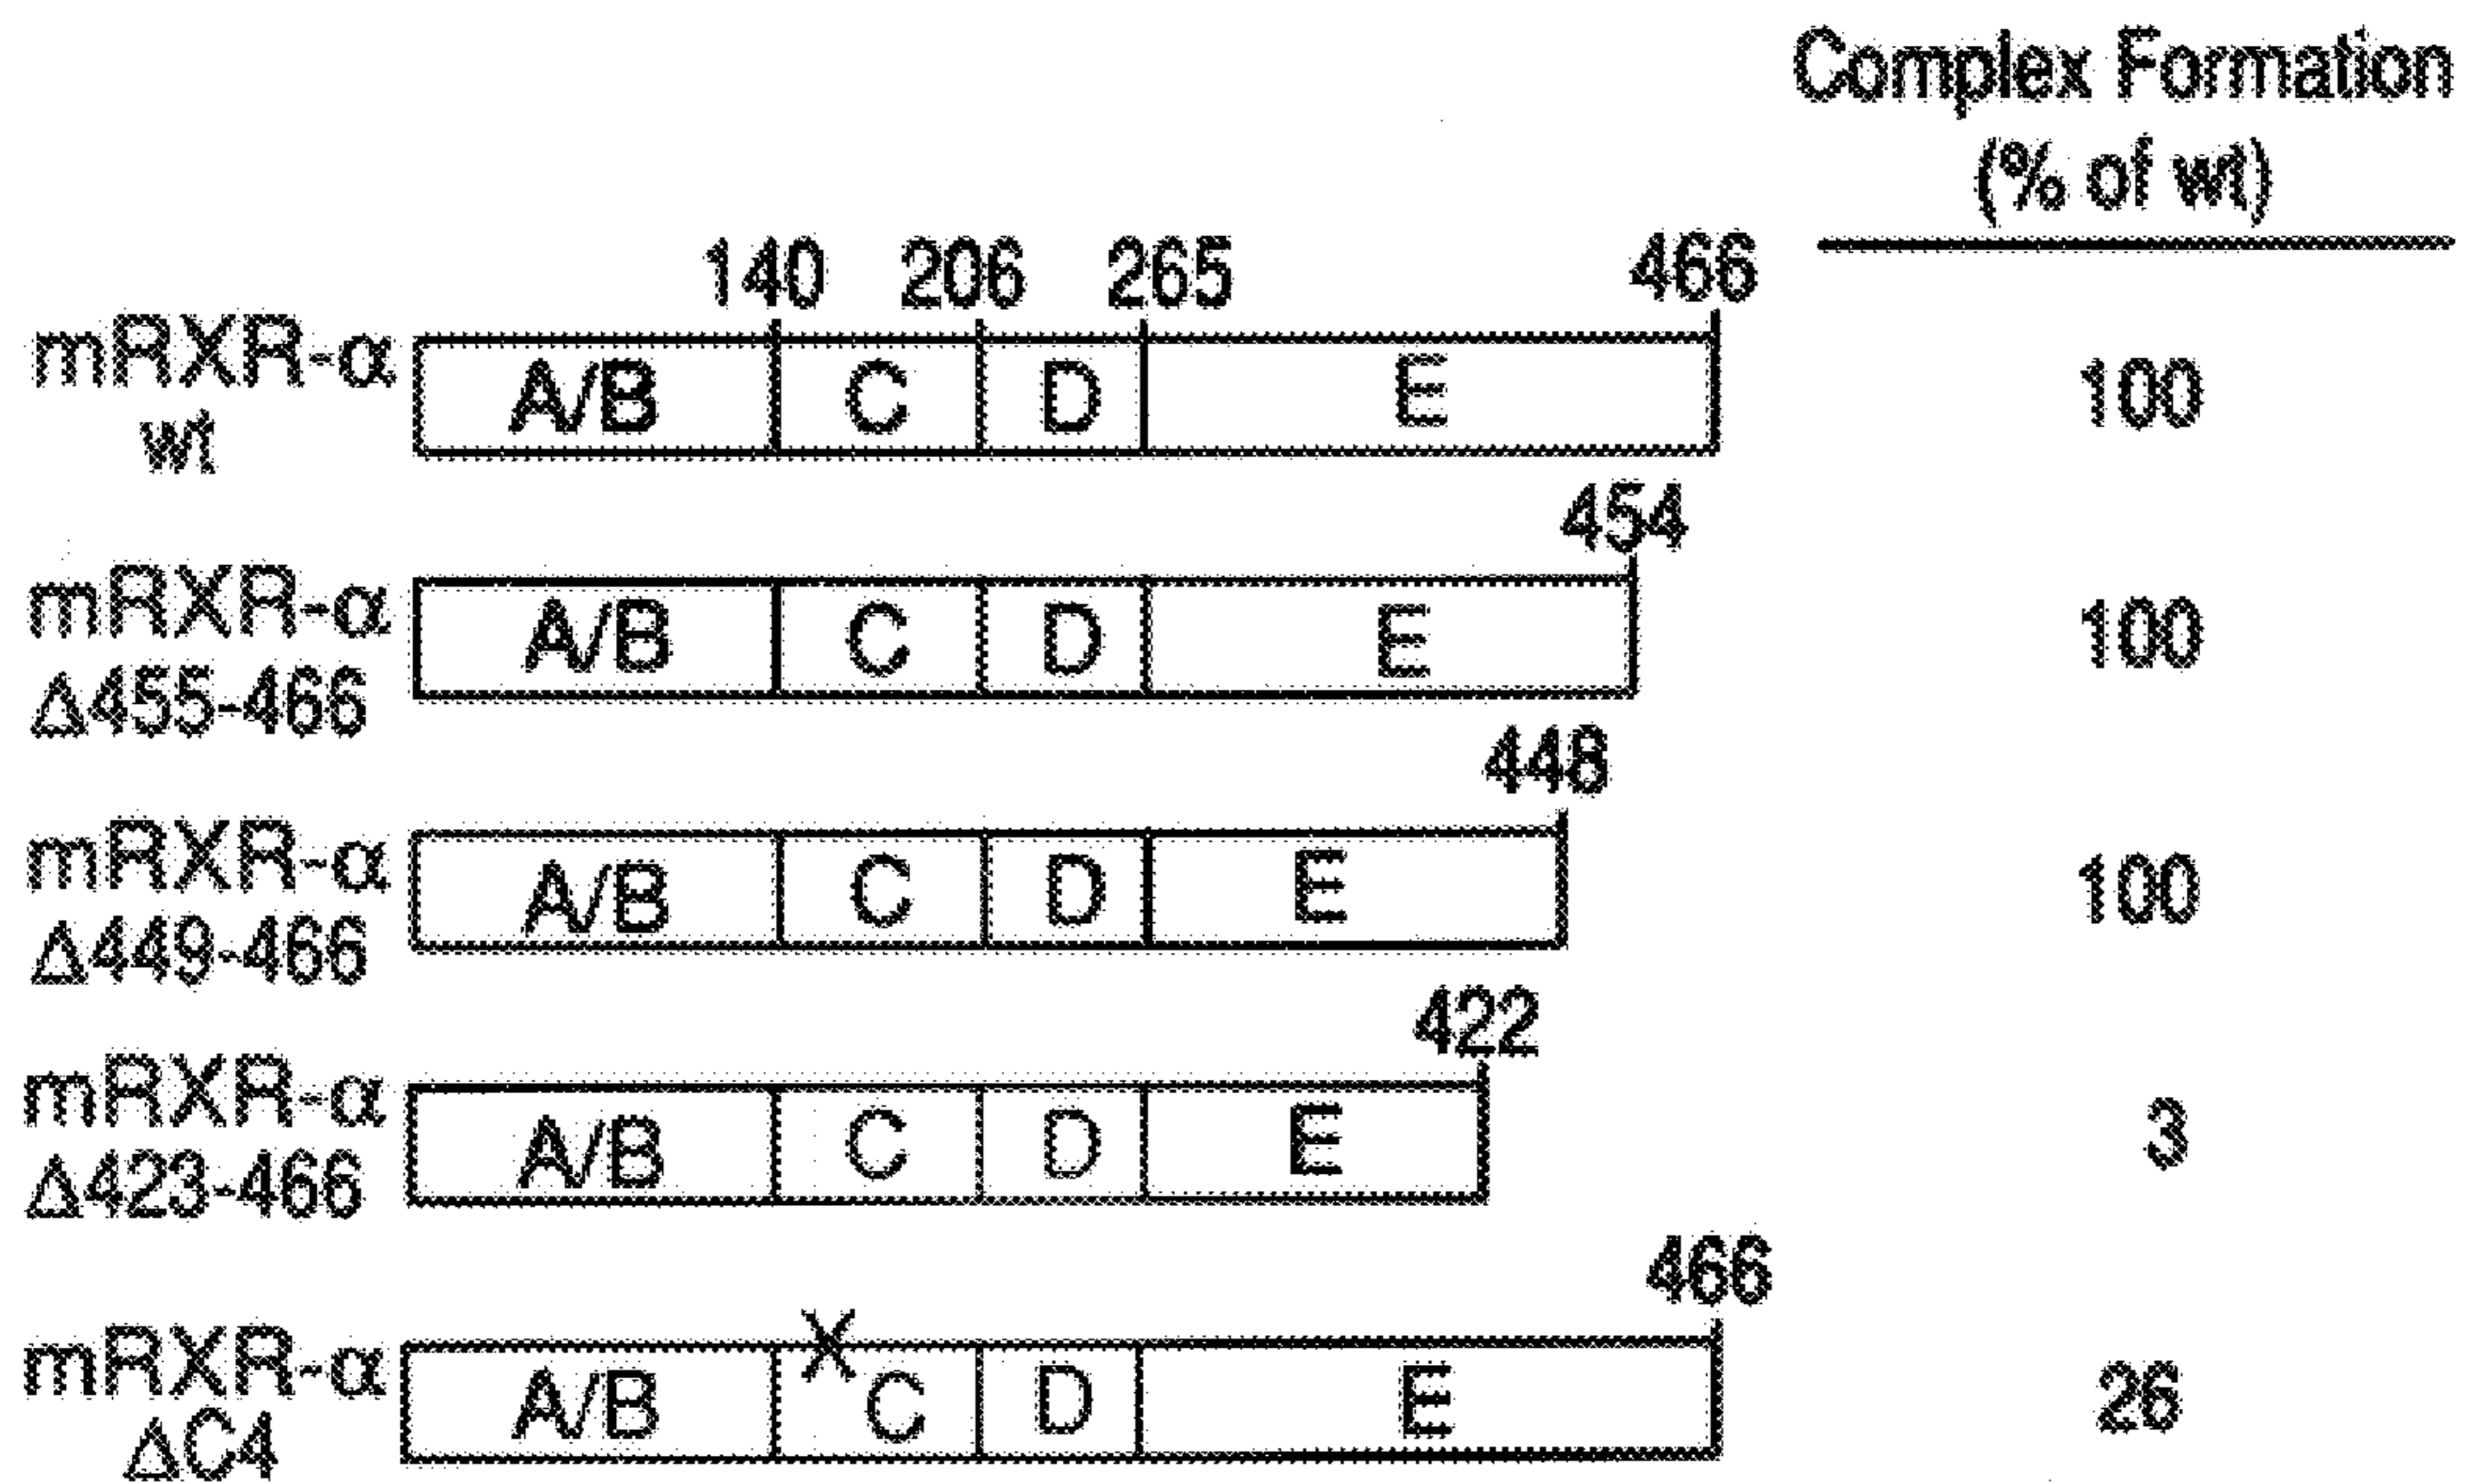 Complex Formation
(% of wt)
140 206 265 466
mRXR-α A/B C D E 100
wt
454
mRXR-α A/B C D E 100
Δ455-466
448
mRXR-α A/B C D E 100
Δ449-466
422
mRXR-α A/B C D E 3
Δ423-466
466
X
mRXR-α A/B C D E 26
ΔC4